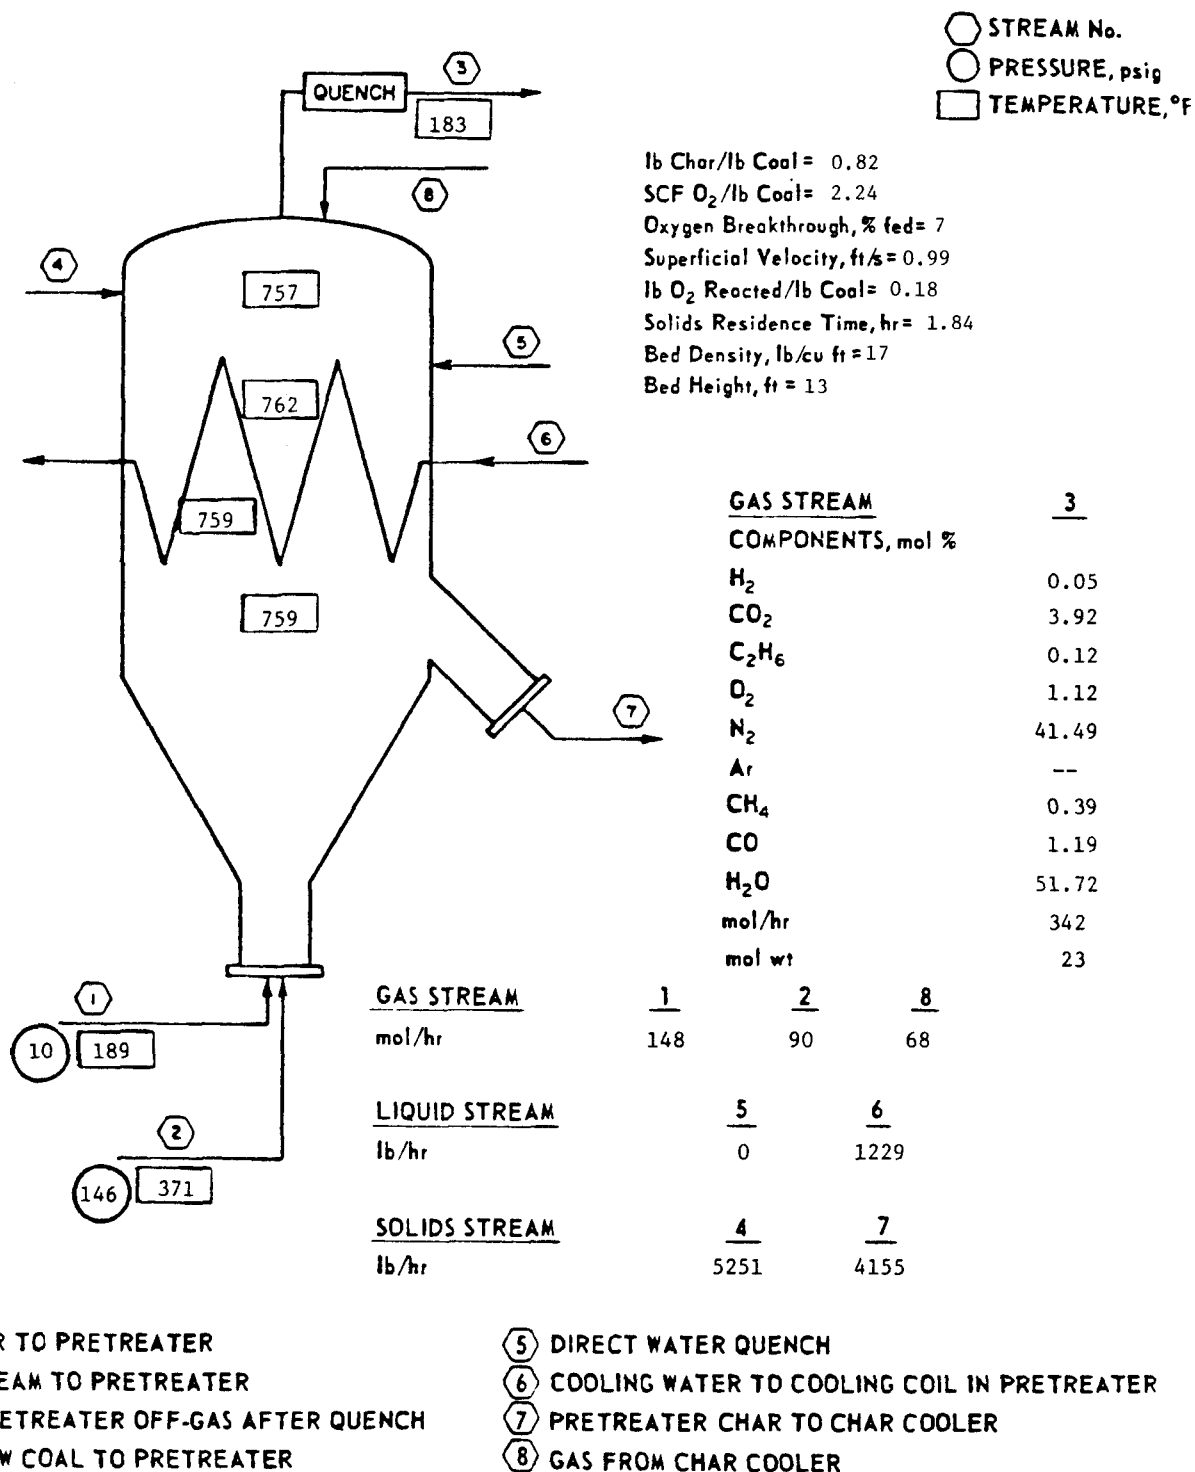 STREAM No.
PRESSURE, psig
TEMPERATURE, °F
3
QUENCH
183
8
4
757
5
762
6
759
759
7
lb Char/lb Coal = 0.82
SCF O₂/lb Coal = 2.24
Oxygen Breakthrough, % fed = 7
Superficial Velocity, ft/s = 0.99
lb O₂ Reacted/lb Coal = 0.18
Solids Residence Time, hr = 1.84
Bed Density, lb/cu ft = 17
Bed Height, ft = 13
GAS STREAM 3
COMPONENTS, mol %
H₂ 0.05
CO₂ 3.92
C₂H₆ 0.12
O₂ 1.12
N₂ 41.49
Ar --
CH₄ 0.39
CO 1.19
H₂O 51.72
mol/hr 342
mol wt 23
1
10 189
2
146 371
GAS STREAM 1 2 8
mol/hr 148 90 68
LIQUID STREAM 5 6
lb/hr 0 1229
SOLIDS STREAM 4 7
lb/hr 5251 4155
R TO PRETREATER
EAM TO PRETREATER
ETREATER OFF-GAS AFTER QUENCH
W COAL TO PRETREATER
5 DIRECT WATER QUENCH
6 COOLING WATER TO COOLING COIL IN PRETREATER
7 PRETREATER CHAR TO CHAR COOLER
8 GAS FROM CHAR COOLER